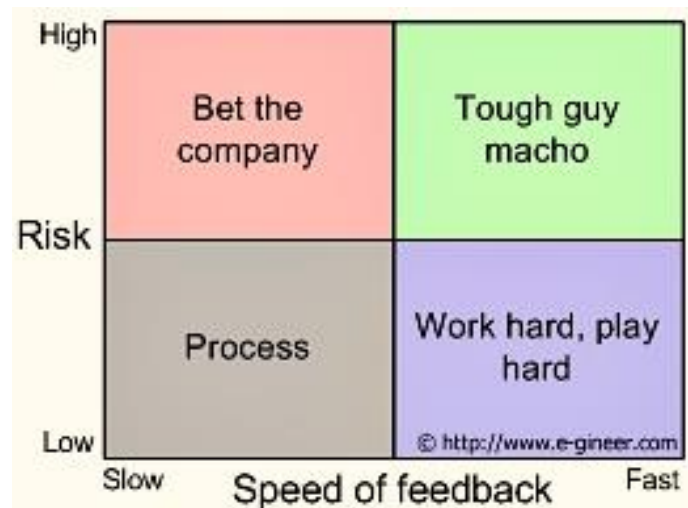 High
Bet the
company
Tough guy
macho
Risk
Process
Work hard, play
hard
Low
© http://www.e-gineer.com
Slow
Speed of feedback
Fast